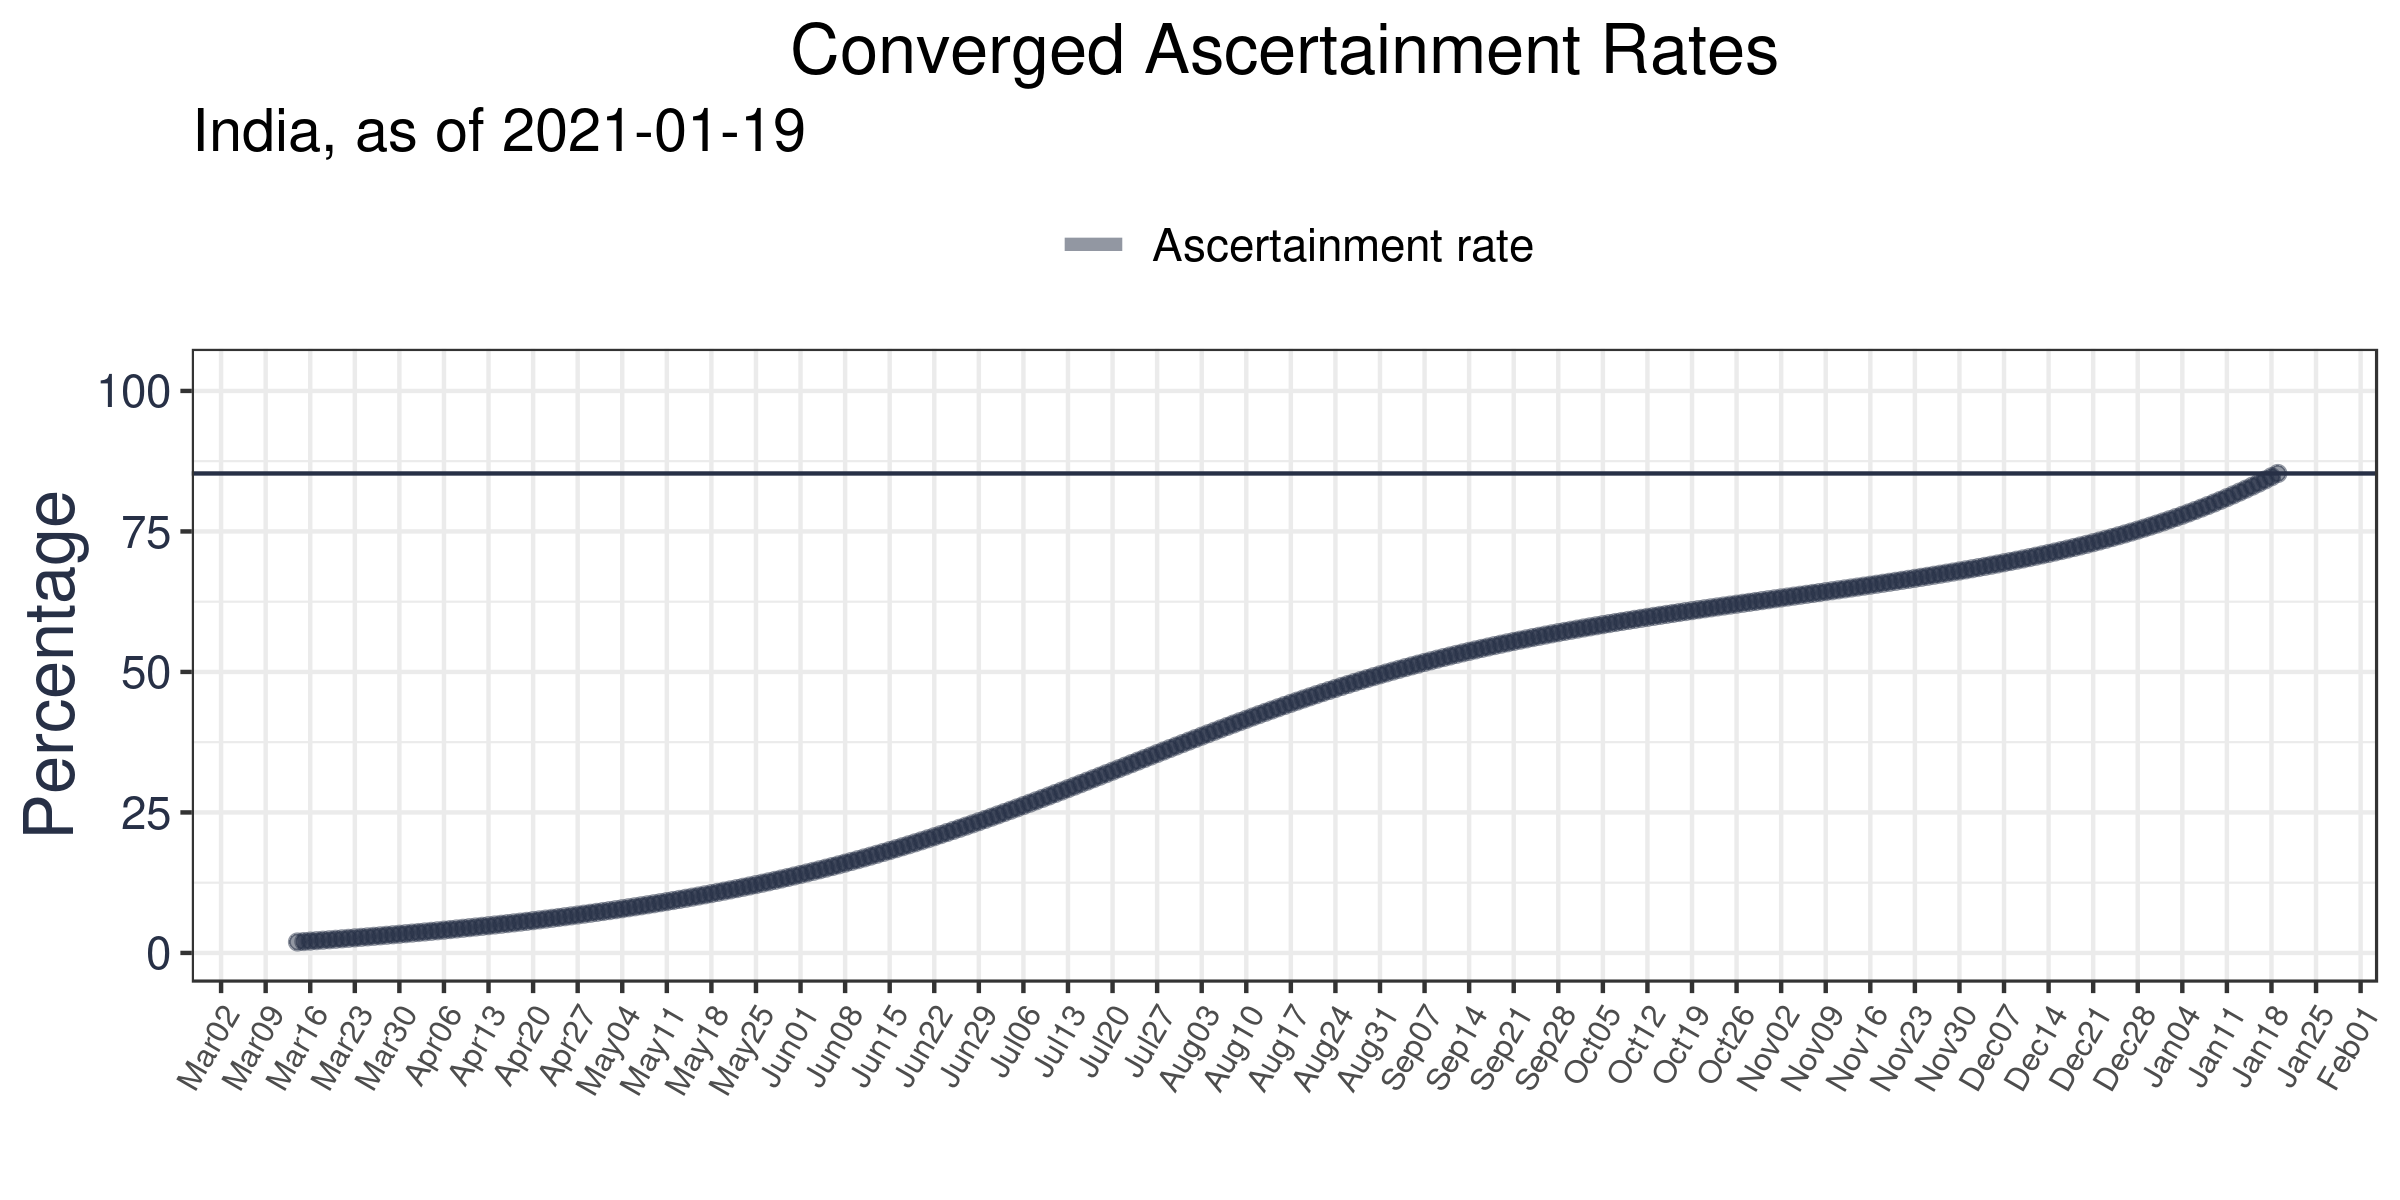 Converged Ascertainment Rates
India, as of 2021-01-19
Ascertainment rate
Percentage
100
75
50
25
0
Mar02 Mar09 Mar16 Mar23 Mar30 Apr06 Apr13 Apr20 Apr27 May04 May11 May18 May25 Jun01 Jun08 Jun15 Jun22 Jun29 Jul06 Jul13 Jul20 Jul27 Aug03 Aug10 Aug17 Aug24 Aug31 Sep07 Sep14 Sep21 Sep28 Oct05 Oct12 Oct19 Oct26 Nov02 Nov09 Nov16 Nov23 Nov30 Dec07 Dec14 Dec21 Dec28 Jan04 Jan11 Jan18 Jan25 Feb01